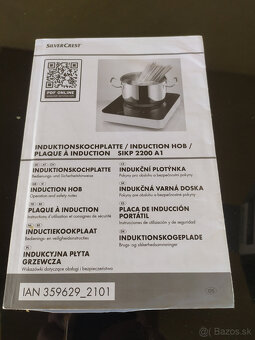 SILVERCREST
PDF ONLINE
INDUKTIONSKOCHPLATTE / INDUCTION HOB /
PLAQUE À INDUCTION SIKP 2200 A1
INDUKTIONSKOCHPLATTE
Bedienungs- und Sicherheitshinweise
INDUCTION HOB
Operation and safety notes
PLAQUE À INDUCTION
Instructions d'utilisation et consignes de sécurité
INDUCTIEKOOKPLAAT
Bedienings- en veiligheidsinstructies
INDUKCYJNA PŁYTA
GRZEWCZA
Wskazówki dotyczące obsługi i bezpieczeństwa
INDUKČNÍ PLOTÝNKA
Pokyny pro obsluhu a bezpečnostní pokyny
INDUKČNÁ VARNÁ DOSKA
Pokyny pre obsluhu a bezpečnostné pokyny
PLACA DE INDUCCIÓN
PORTÁTIL
Instrucciones de utilización y de seguridad
INDUKTIONSKOGEPLADE
Brugs- og sikkerhedsanvisninger
IAN 359629_2101
bazos.sk